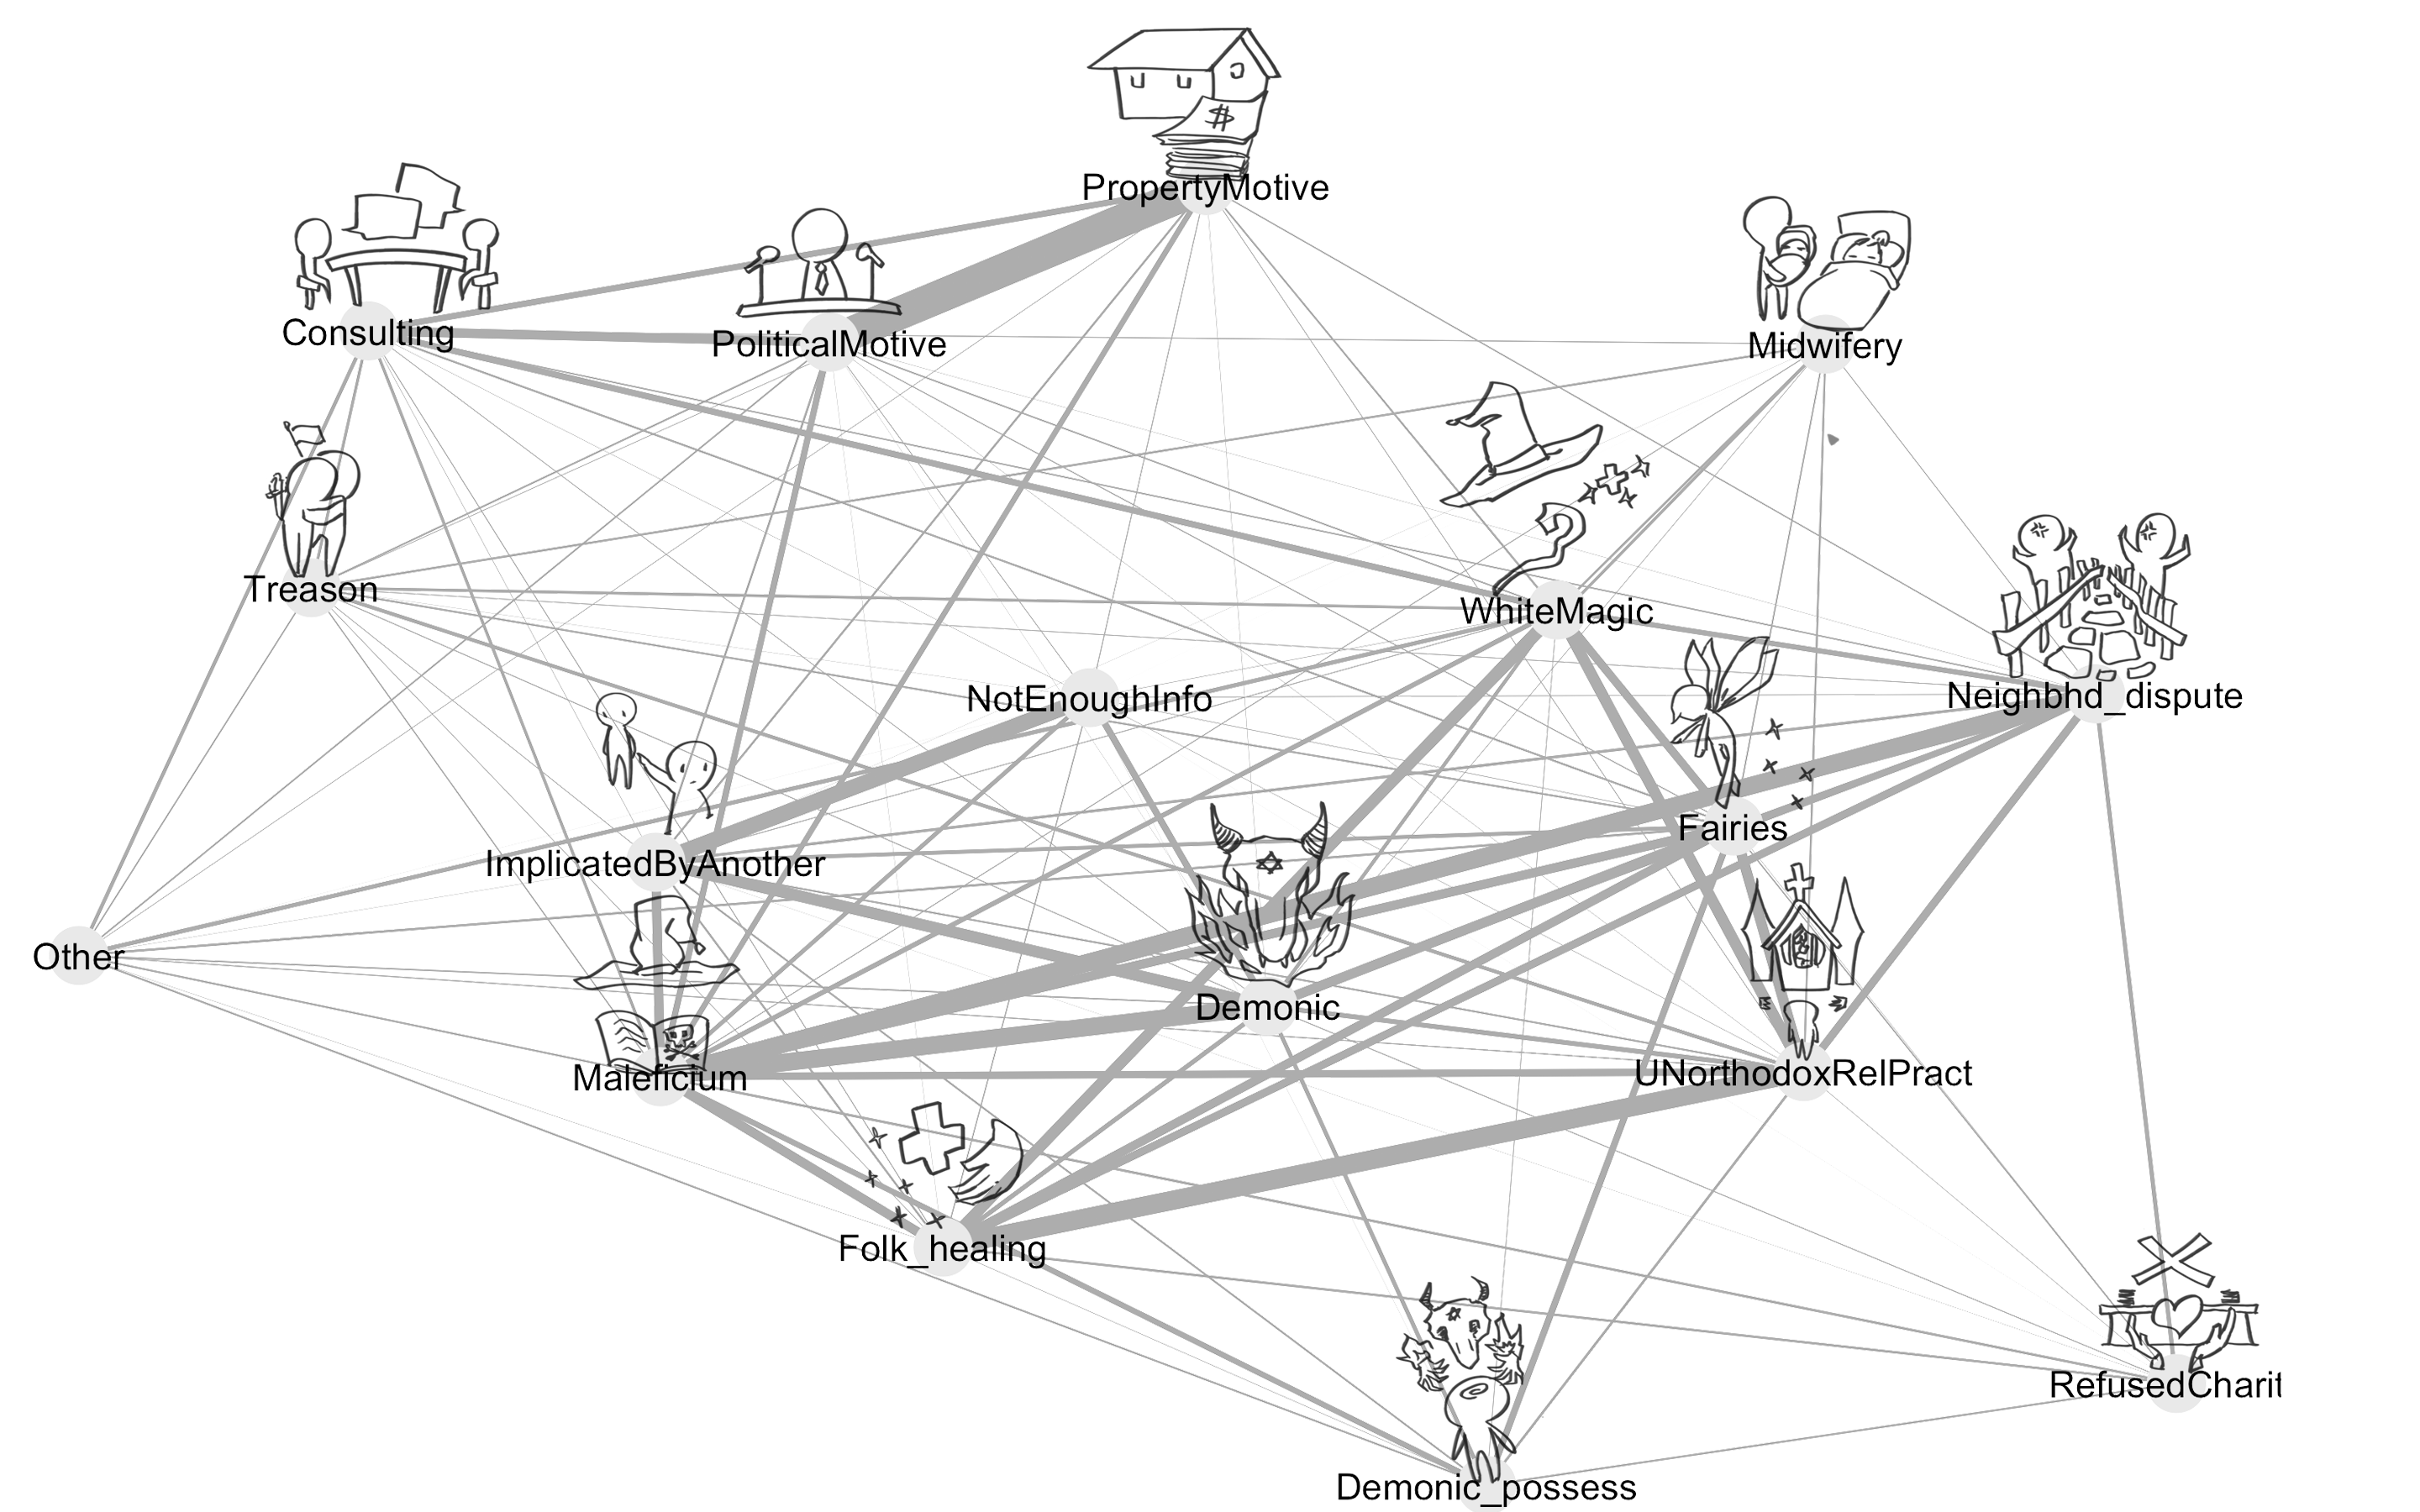 $
PropertyMotive
Consulting
PoliticalMotive
Midwifery
Treason
WhiteMagic
NotEnoughInfo
Neighbhd_dispute
Fairies
ImplicatedByAnother
Other
Demonic
Maleficium
UNorthodoxRelPract
Folk_healing
RefusedCharit
Demonic_possess